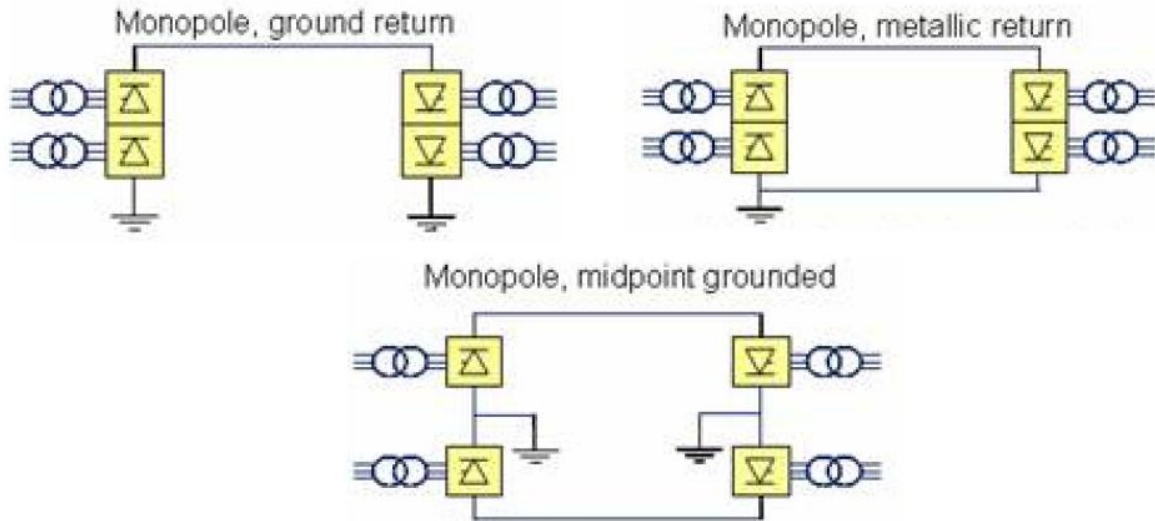 Monopole, ground return
Monopole, metallic return
Monopole, midpoint grounded